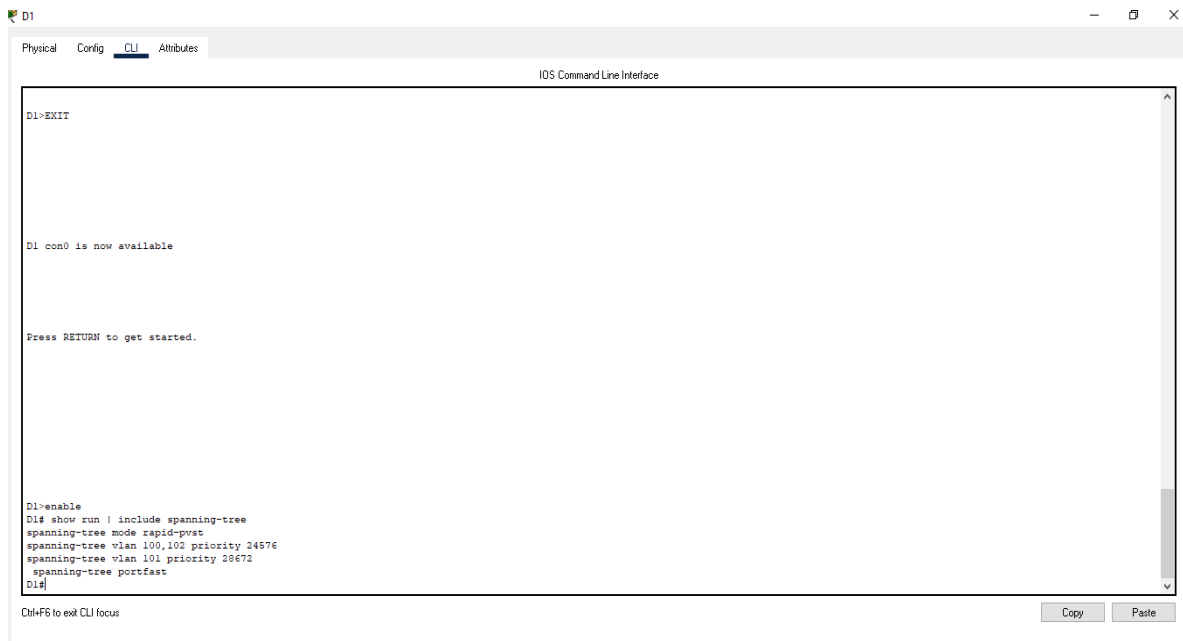 D1
Physical Config CLI Attributes
IOS Command Line Interface
D1>EXIT
D1 con0 is now available
Press RETURN to get started.
D1>enable
D1# show run | include spanning-tree
spanning-tree mode rapid-pvst
spanning-tree vlan 100,102 priority 24576
spanning-tree vlan 101 priority 28672
 spanning-tree portfast
D1#
Ctrl+F6 to exit CLI focus
Copy Paste